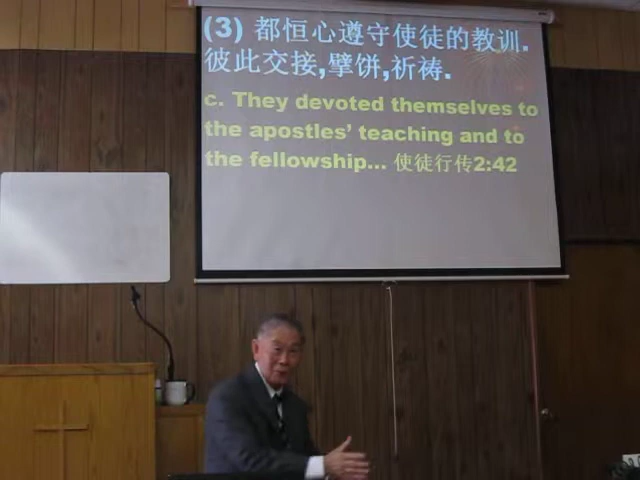 (3) 都恒心遵守使徒的教训.
彼此交接,擘饼,祈祷.
c. They devoted themselves to
the apostles’ teaching and to
the fellowship... 使徒行传2:42